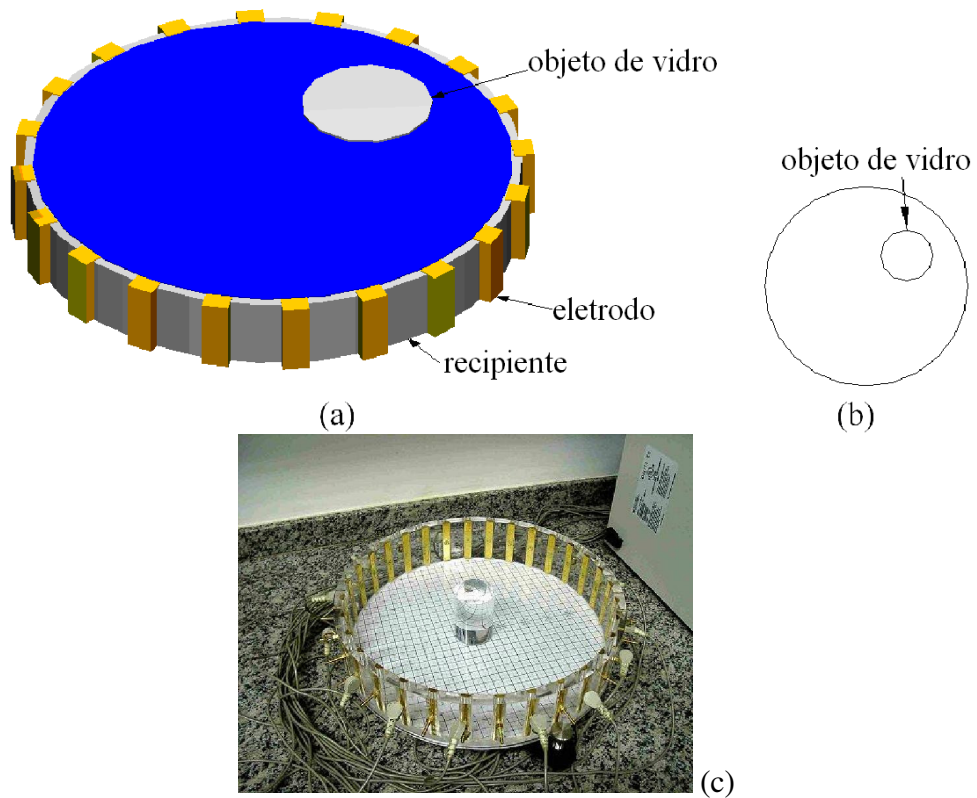 objeto de vidro
objeto de vidro
eletrodo
recipiente
(a)
(b)
(c)